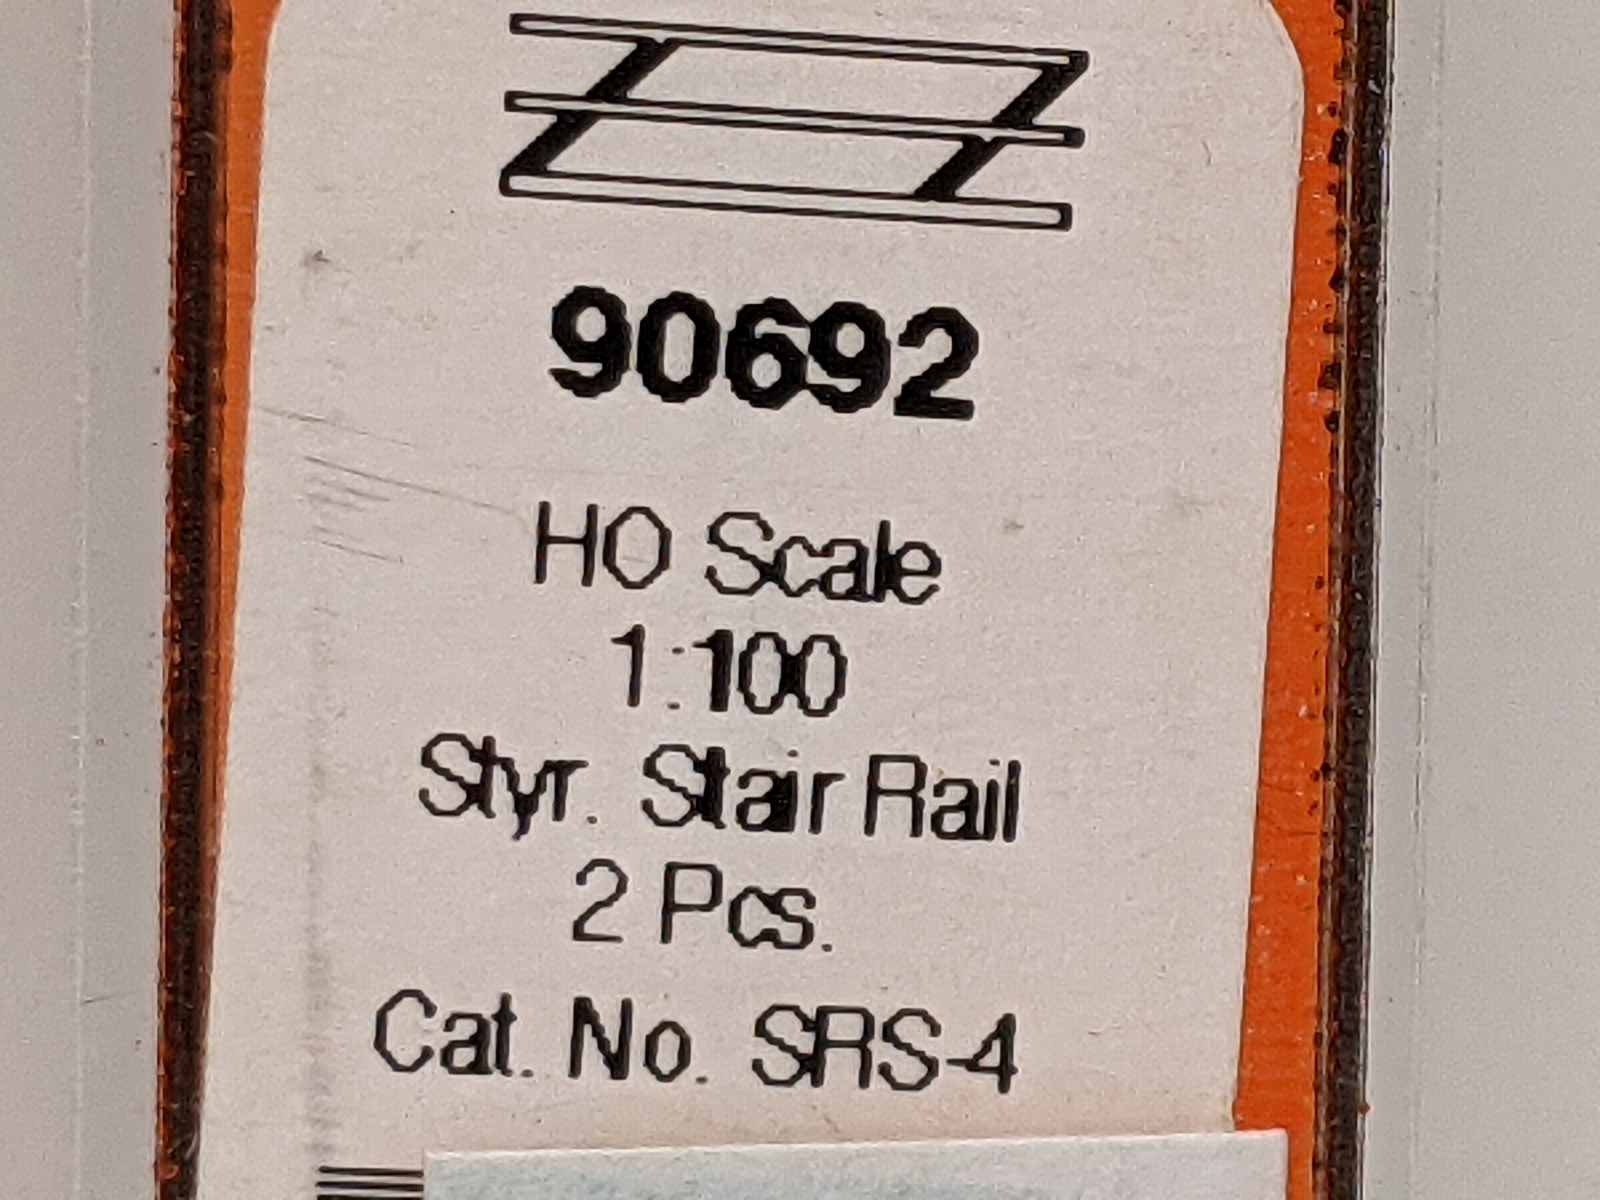 90692
HO Scale
1:100
Styr. Stair Rail
2 Pcs.
Cat. No. SRS-4